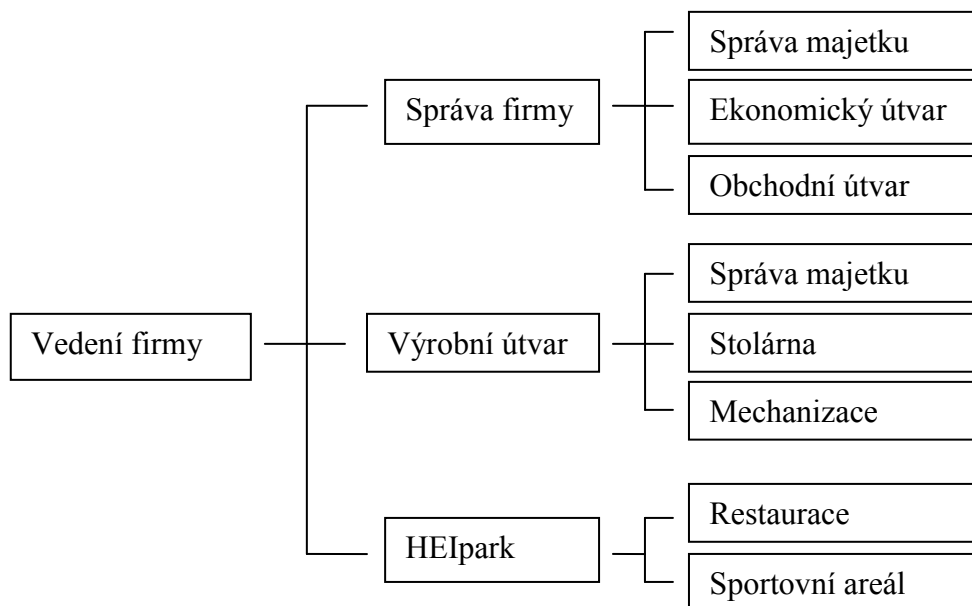 Vedení firmy
Správa firmy
Správa majetku
Ekonomický útvar
Obchodní útvar
Výrobní útvar
Správa majetku
Stolárna
Mechanizace
HEIpark
Restaurace
Sportovní areál